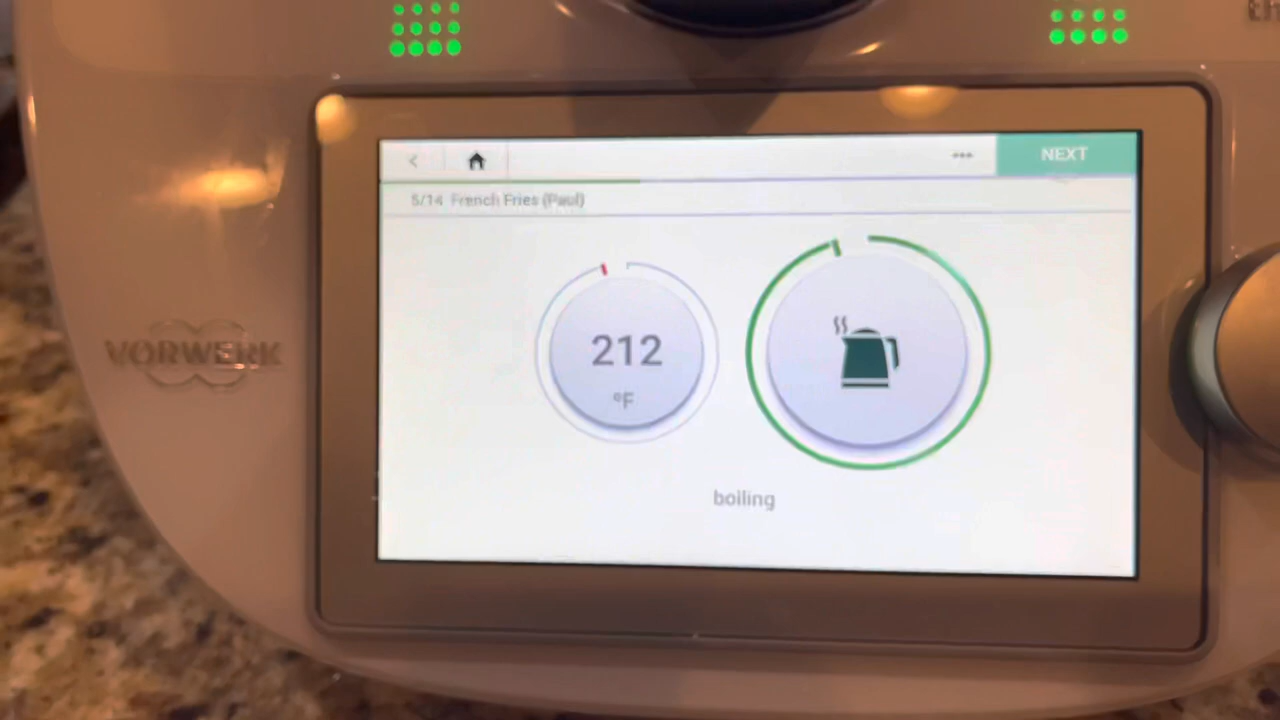 NEXT
5/14 French Fries (Paul)
212
°F
boiling
VORWERK